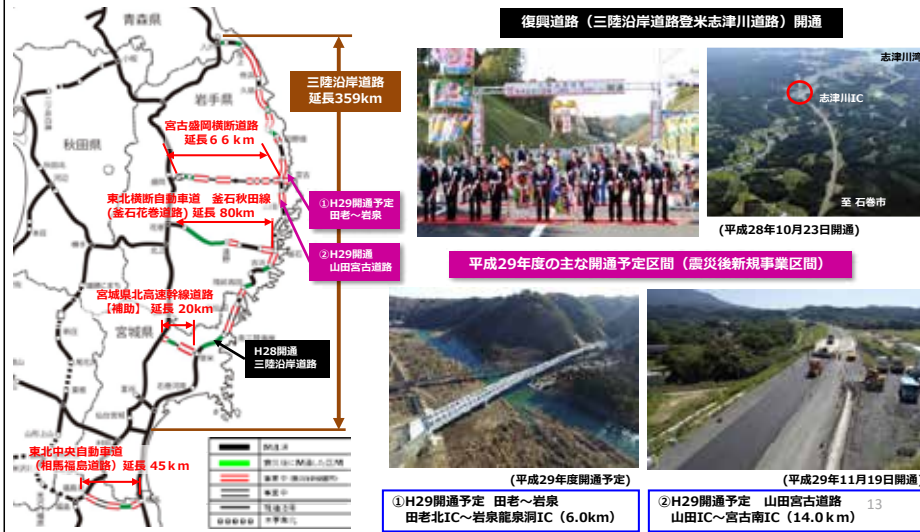 青森県
岩手県
秋田県
宮城県
三陸沿岸道路
延長359km
宮古盛岡横断道路
延長66km
東北横断自動車道 釜石秋田線
(釜石花巻道路) 延長 80km
①H29開通予定
田老～岩泉
②H29開通
山田宮古道路
宮城県北高速幹線道路
【補助】 延長 20km
H28開通
三陸沿岸道路
東北中央自動車道
（相馬福島道路）延長 45km
開通済
事業中
復興道路（三陸沿岸道路登米志津川道路）開通
志津川湾
志津川IC
至 石巻市
(平成28年10月23日開通)
平成29年度の主な開通予定区間（震災後新規事業区間）
(平成29年度開通予定)
①H29開通予定 田老～岩泉
田老北IC～岩泉龍泉洞IC（6.0km）
(平成29年11月19日開通)
②H29開通予定 山田宮古道路
山田IC～宮古南IC（14.0ｋm）
13